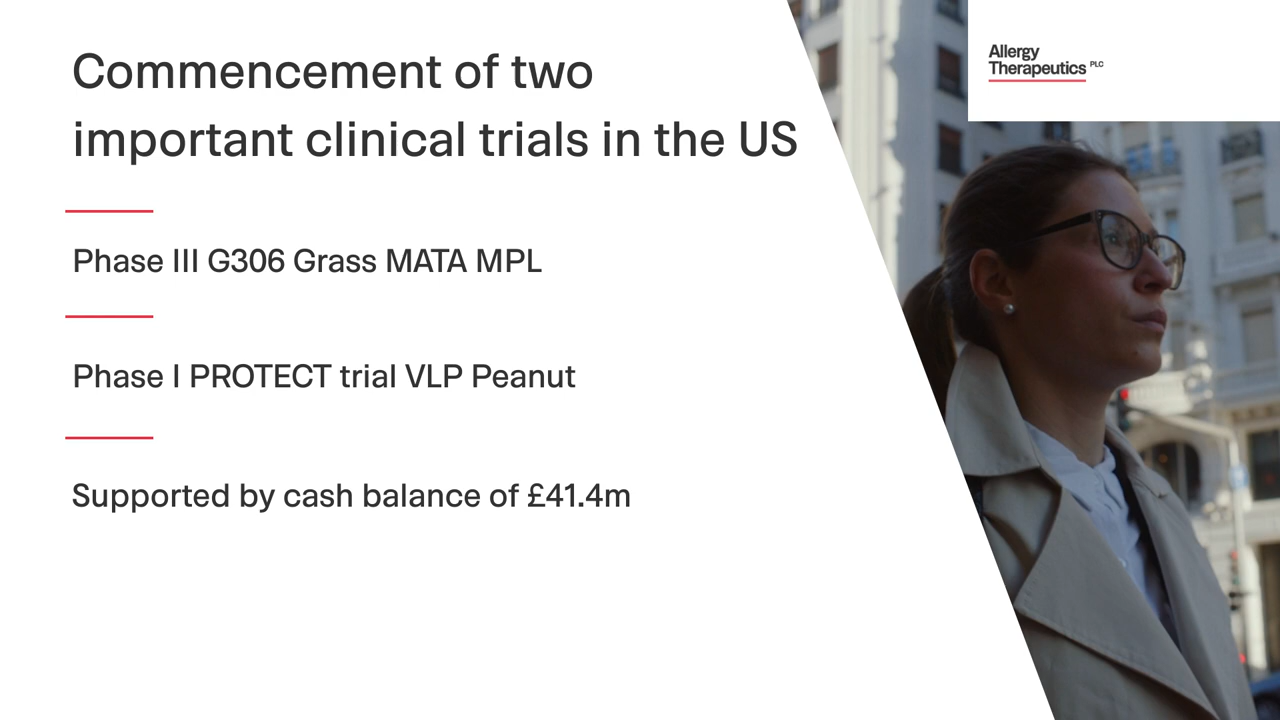 Commencement of two
important clinical trials in the US
Allergy
Therapeutics PLC
Phase III G306 Grass MATA MPL
Phase I PROTECT trial VLP Peanut
Supported by cash balance of £41.4m